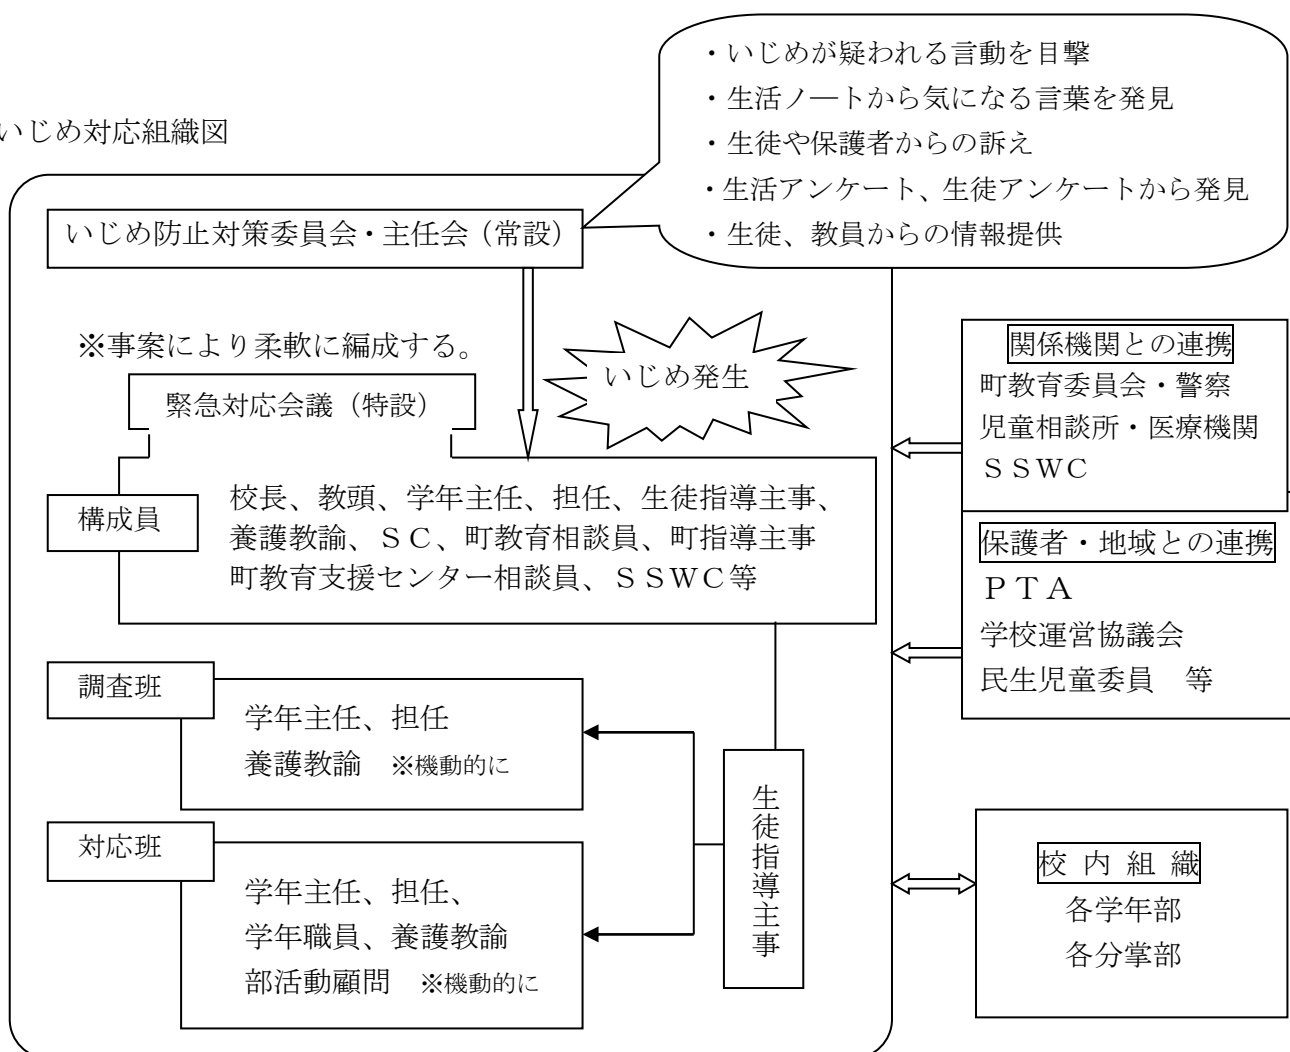 いじめ対応組織図
・いじめが疑われる言動を目撃
・生活ノ―トから気になる言葉を発見
・生徒や保護者からの訴え
・生活アンケート、生徒アンケートから発見
・生徒、教員からの情報提供
いじめ防止対策委員会・主任会（常設）
※事案により柔軟に編成する。
いじめ発生
緊急対応会議（特設）
構成員
校長、教頭、学年主任、担任、生徒指導主事、
養護教諭、ＳＣ、町教育相談員、町指導主事
町教育支援センター相談員、ＳＳＷＣ等
調査班
学年主任、担任
養護教諭　※機動的に
対応班
学年主任、担任、
学年職員、養護教諭
部活動顧問　※機動的に
生徒指導主事
関係機関との連携
町教育委員会・警察
児童相談所・医療機関
ＳＳＷＣ
保護者・地域との連携
ＰＴＡ
学校運営協議会
民生児童委員　等
校内組織
各学年部
各分掌部